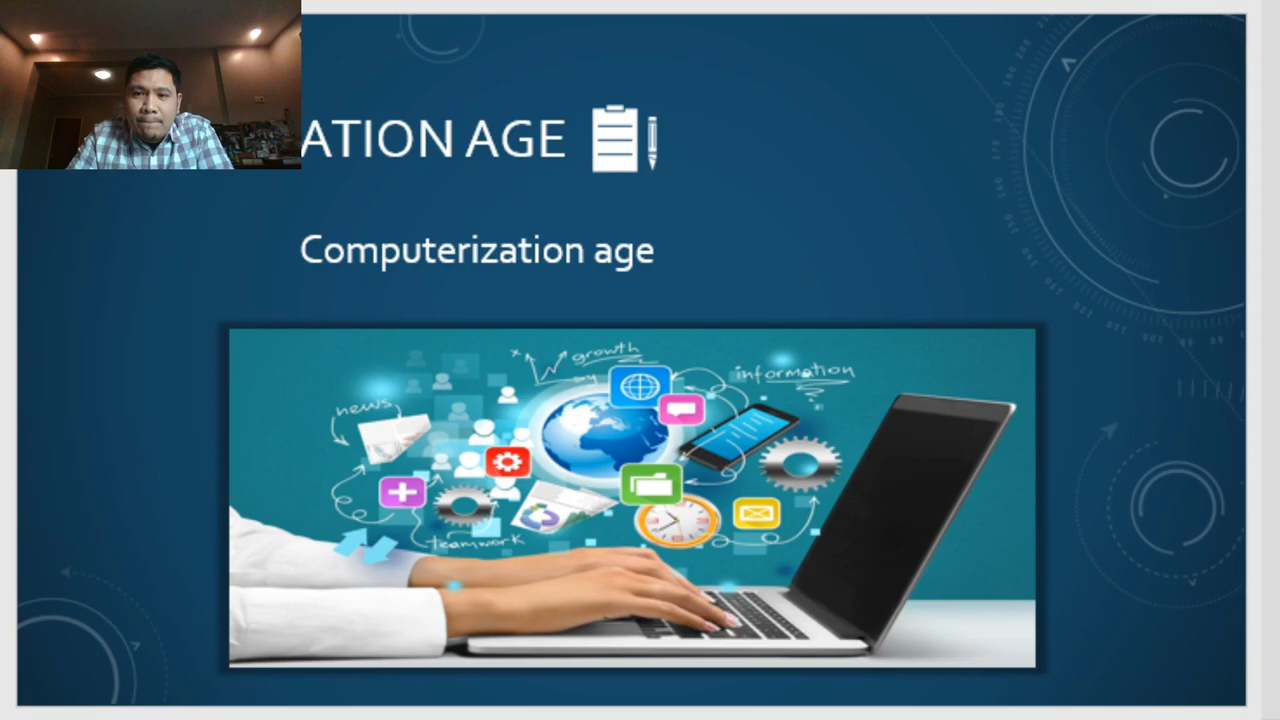 ATION AGE
Computerization age
growth
information
news
teamwork